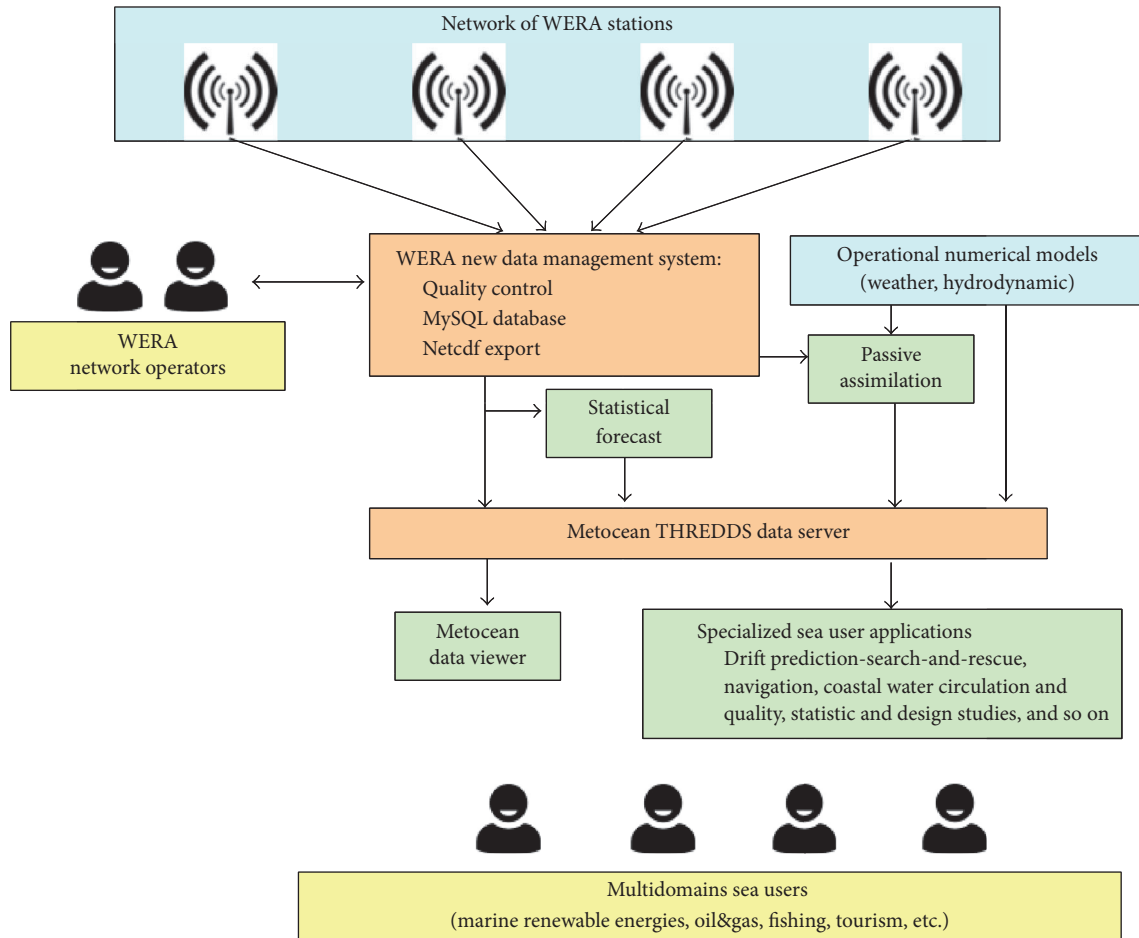 Network of WERA stations
WERA new data management system:
Quality control
MySQL database
Netcdf export
Operational numerical models
(weather, hydrodynamic)
WERA
network operators
Passive
assimilation
Statistical
forecast
Metocean THREDDS data server
Metocean
data viewer
Specialized sea user applications
Drift prediction-search-and-rescue,
navigation, coastal water circulation and
quality, statistic and design studies, and so on
Multidomains sea users
(marine renewable energies, oil&gas, fishing, tourism, etc.)